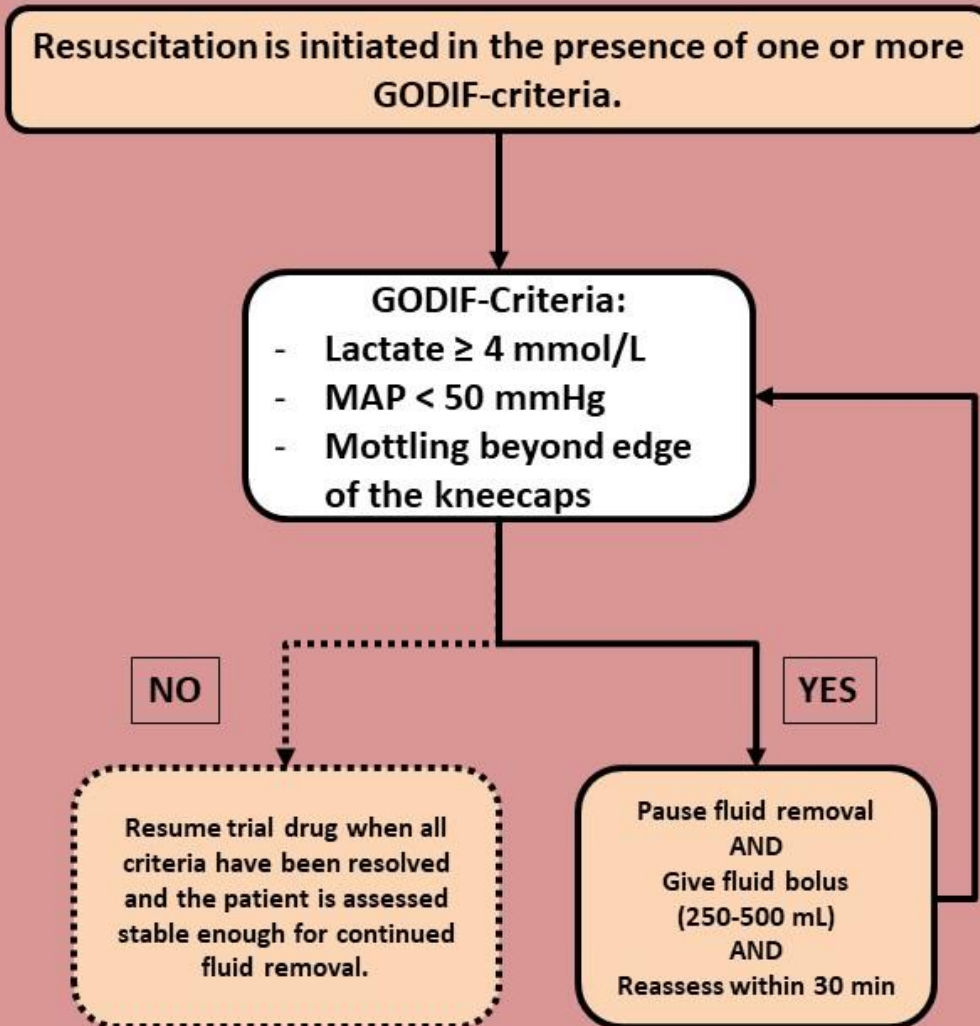 Resuscitation is initiated in the presence of one or more
GODIF-criteria.
GODIF-Criteria:
- Lactate ≥ 4 mmol/L
- MAP < 50 mmHg
- Mottling beyond edge
of the kneecaps
NO
YES
Resume trial drug when all
criteria have been resolved
and the patient is assessed
stable enough for continued
fluid removal.
Pause fluid removal
AND
Give fluid bolus
(250-500 mL)
AND
Reassess within 30 min